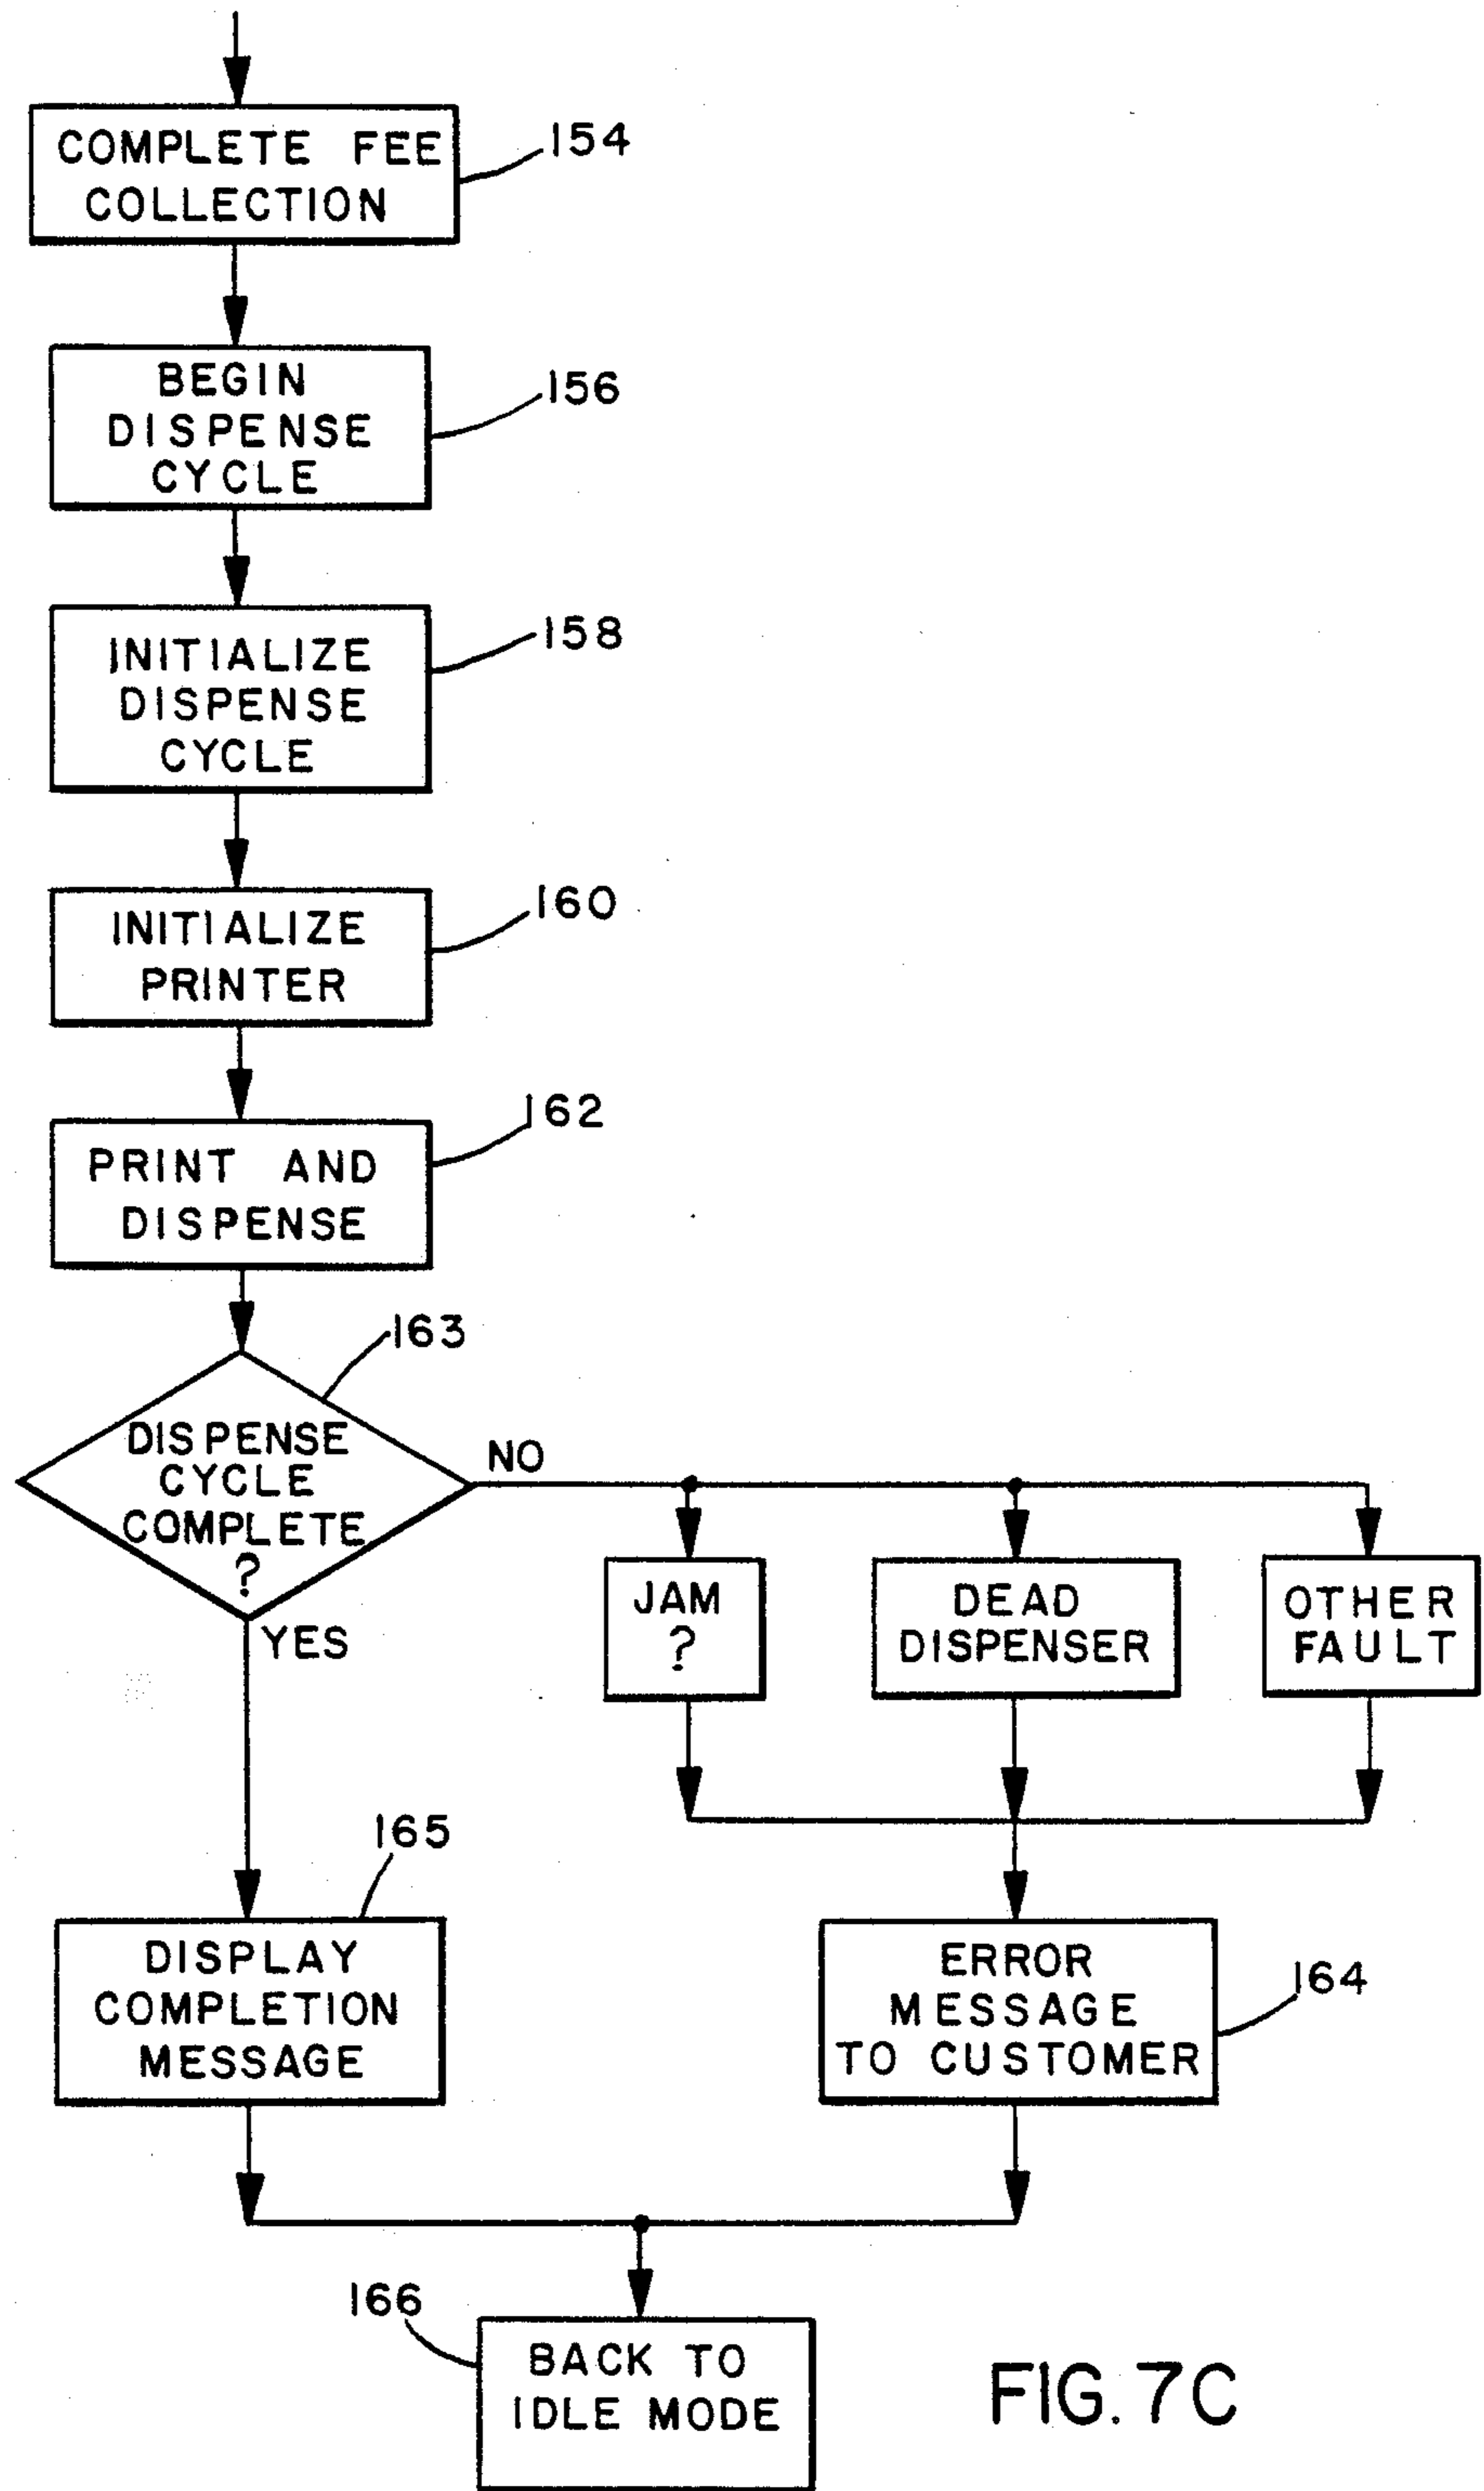 COMPLETE FEE
COLLECTION
154
BEGIN
DISPENSE
CYCLE
156
INITIALIZE
DISPENSE
CYCLE
158
INITIALIZE
PRINTER
160
PRINT AND
DISPENSE
162
163
DISPENSE
CYCLE
COMPLETE
?
NO
YES
JAM
?
DEAD
DISPENSER
OTHER
FAULT
165
DISPLAY
COMPLETION
MESSAGE
ERROR
MESSAGE
TO CUSTOMER
164
166
BACK TO
IDLE MODE
FIG. 7C